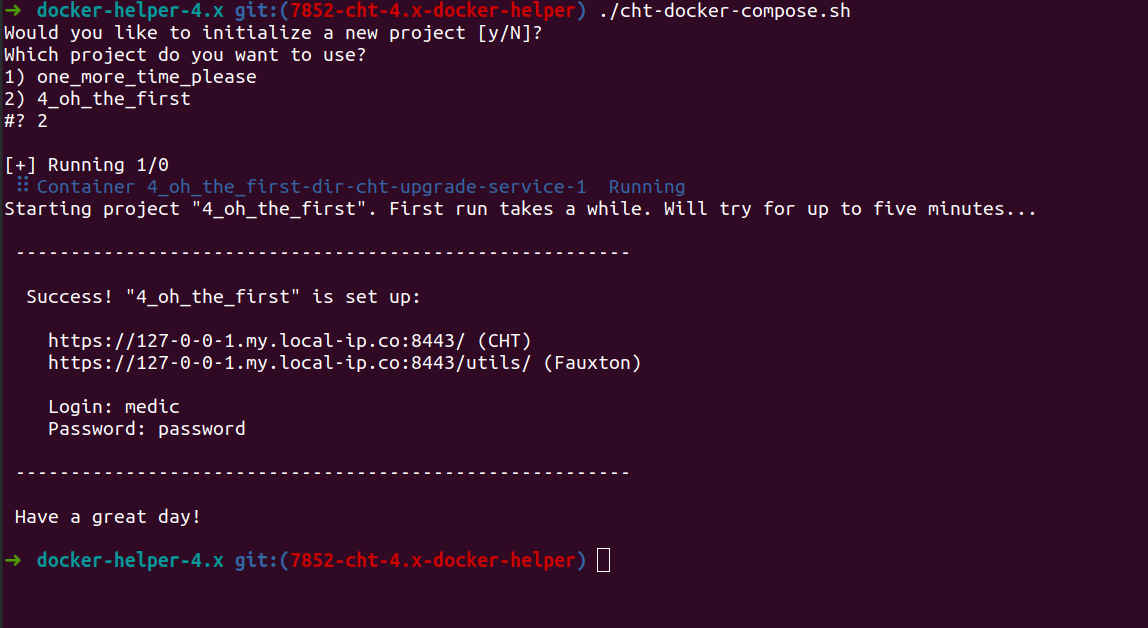 ➜ docker-helper-4.x git:(7852-cht-4.x-docker-helper) ./cht-docker-compose.sh
Would you like to initialize a new project [y/N]?
Which project do you want to use?
1) one_more_time_please
2) 4_oh_the_first
#? 2
[+] Running 1/0
⠿ Container 4_oh_the_first-dir-cht-upgrade-service-1  Running
Starting project "4_oh_the_first". First run takes a while. Will try for up to five minutes...
--------------------------------------------------------
Success! "4_oh_the_first" is set up:
https://127-0-0-1.my.local-ip.co:8443/ (CHT)
https://127-0-0-1.my.local-ip.co:8443/utils/ (Fauxton)
Login: medic
Password: password
--------------------------------------------------------
Have a great day!
➜ docker-helper-4.x git:(7852-cht-4.x-docker-helper)